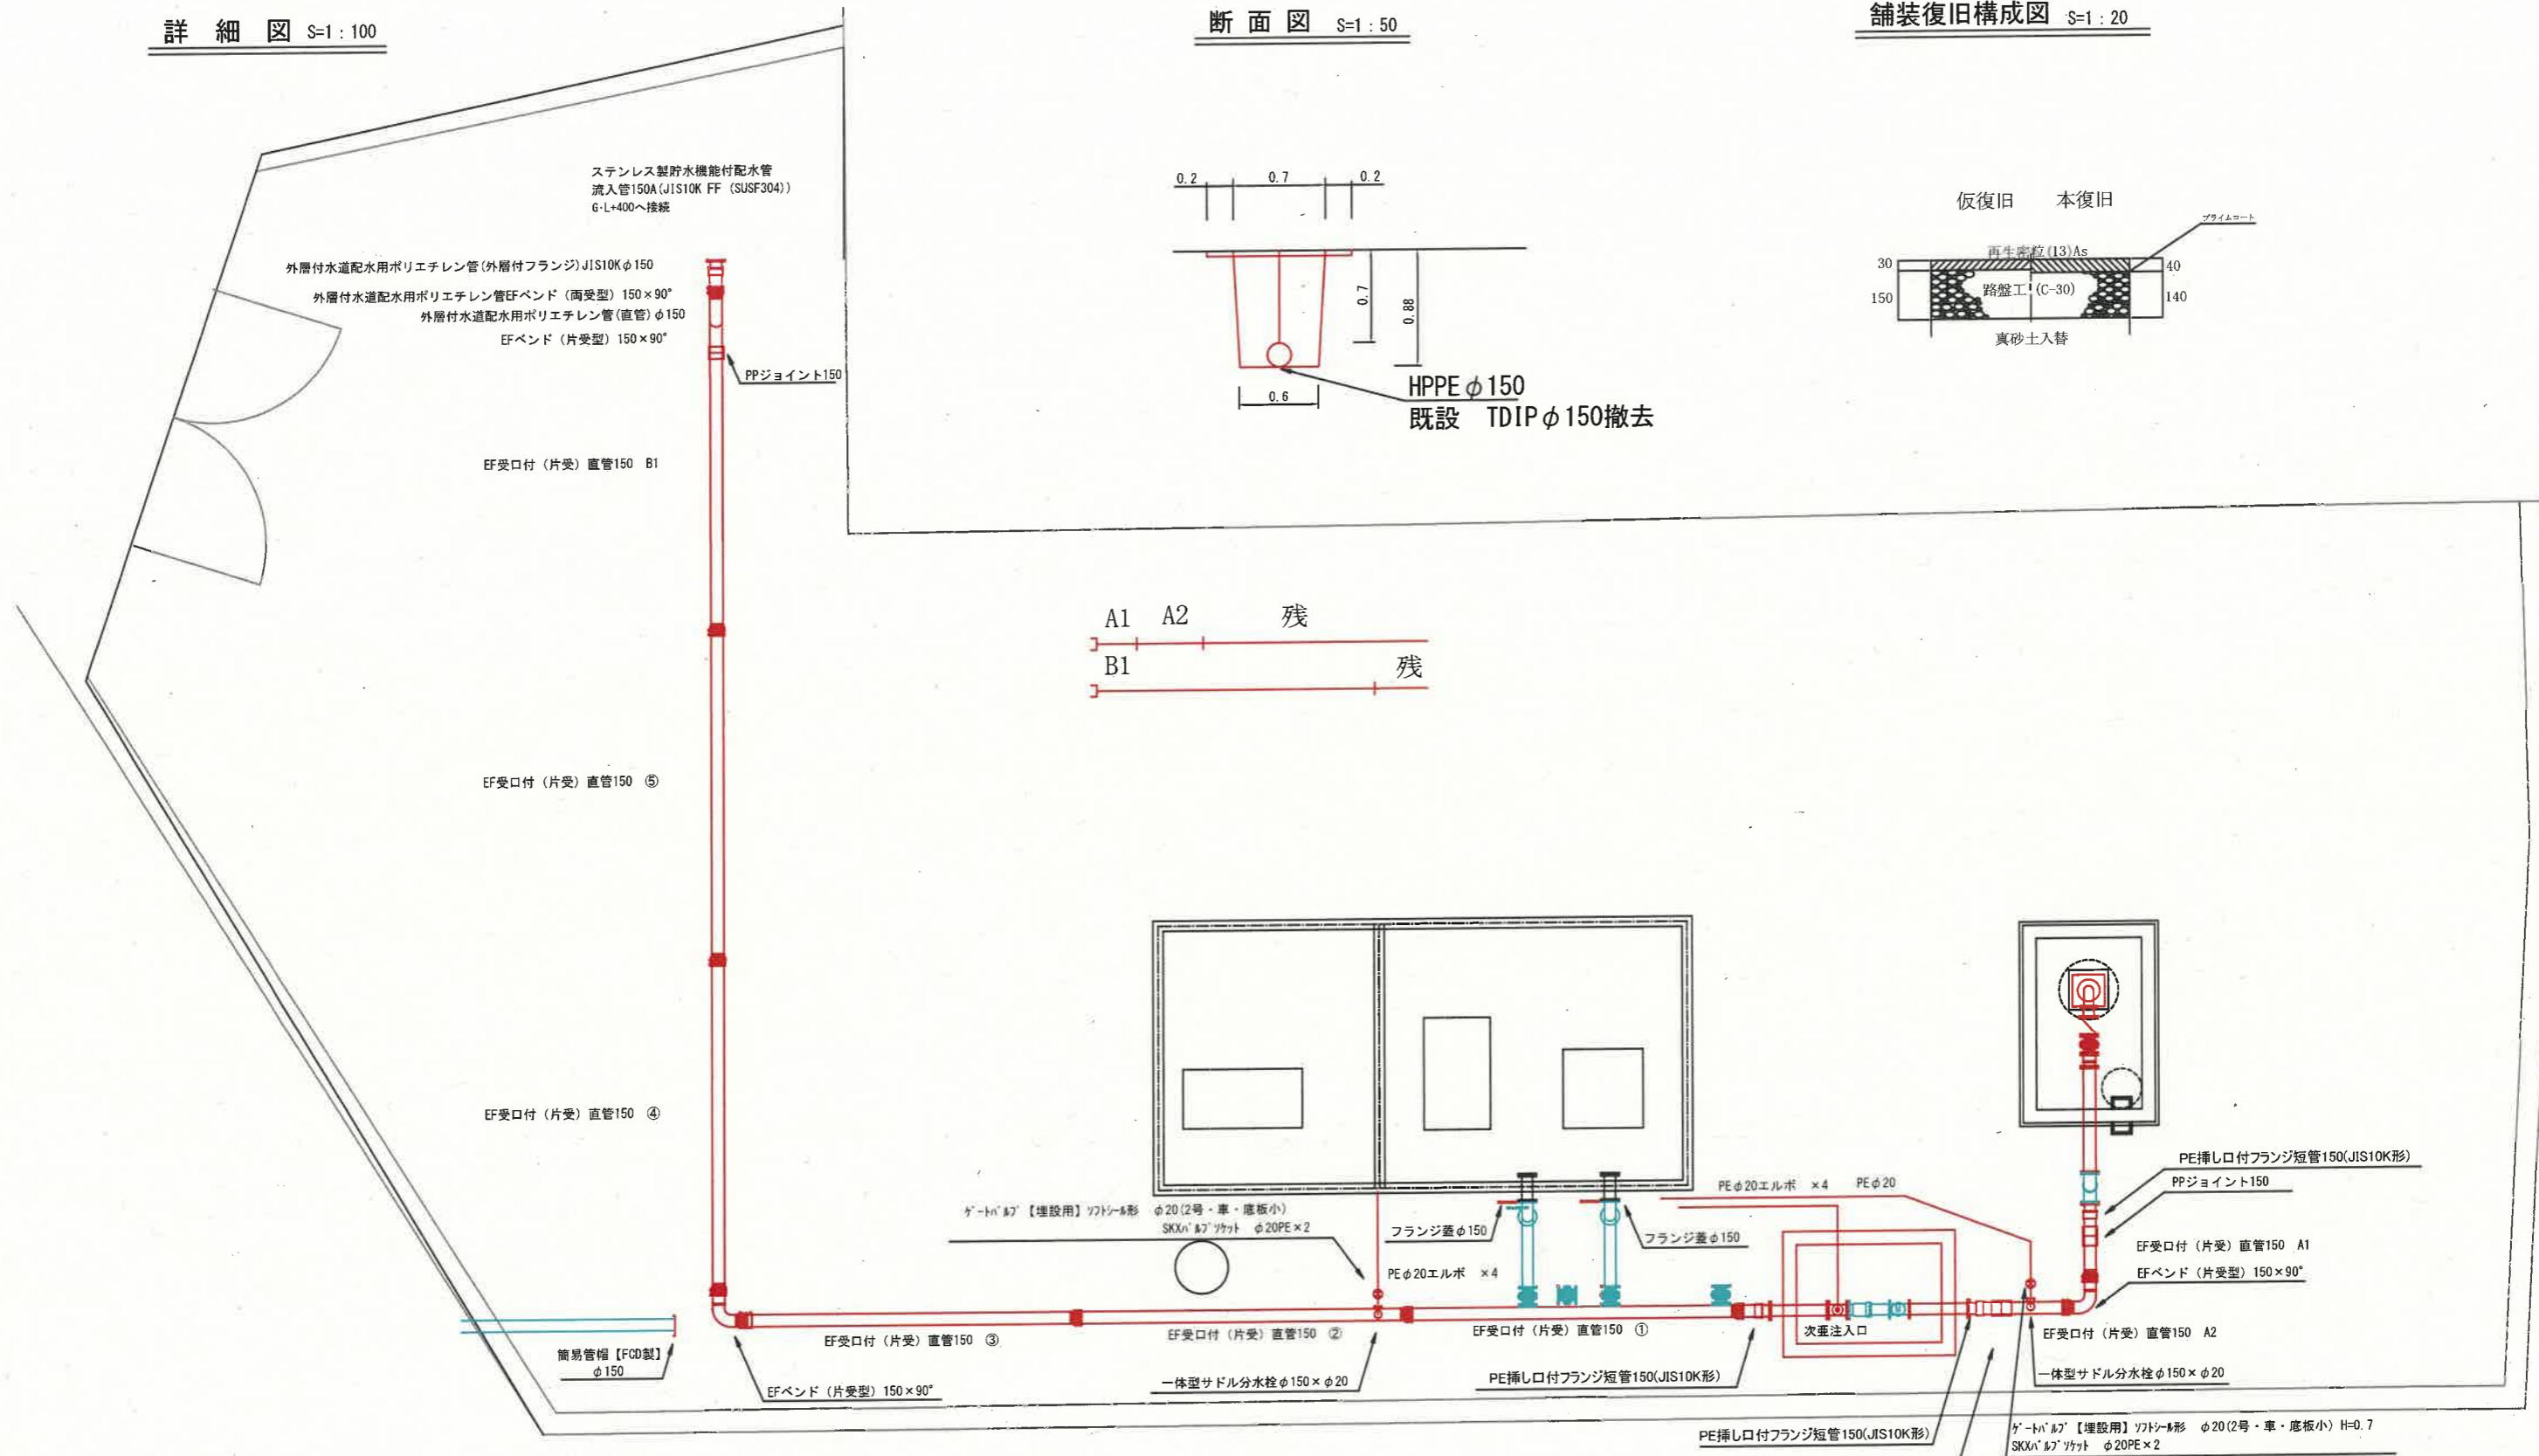 詳 細 図 S=1:100
断 面 図 S=1:50
舗装復旧構成図 S=1:20
ステンレス製貯水機能付配水管
流入管150A(JIS10K FF (SUSF304))
G・L+400へ接続
外層付水道配水用ポリエチレン管(外層付フランジ)JIS10Kφ150
外層付水道配水用ポリエチレン管EFベンド(両受型)150×90°
外層付水道配水用ポリエチレン管(直管)φ150
EFベンド(片受型)150×90°
PPジョイント150
EF受口付(片受)直管150 B1
EF受口付(片受)直管150 ⑤
EF受口付(片受)直管150 ④
0.2
0.7
0.2
0.7
0.88
0.6
HPPEφ150
既設 TDIPφ150撤去
仮復旧 本復旧
プライムコート
再生密粒(13)As
30
40
路盤工 (C-30)
150
140
真砂土入替
A1 A2 残
B1 残
ゲートバルブ【埋設用】ソフトシール形 φ20(2号・車・底板小)
SKXバルブソケット φ20PE×2
フランジ蓋φ150
フランジ蓋φ150
PEφ20エルボ ×4
PEφ20エルボ ×4 PEφ20
PE挿し口付フランジ短管150(JIS10K形)
PPジョイント150
EF受口付(片受)直管150 A1
EFベンド(片受型)150×90°
簡易管帽【FCD製】
φ150
EFベンド(片受型)150×90°
EF受口付(片受)直管150 ③
EF受口付(片受)直管150 ②
EF受口付(片受)直管150 ①
次亜注入口
EF受口付(片受)直管150 A2
一体型サドル分水栓φ150×φ20
PE挿し口付フランジ短管150(JIS10K形)
一体型サドル分水栓φ150×φ20
PE挿し口付フランジ短管150(JIS10K形)
ゲートバルブ【埋設用】ソフトシール形 φ20(2号・車・底板小)H=0.7
SKXバルブソケット φ20PE×2